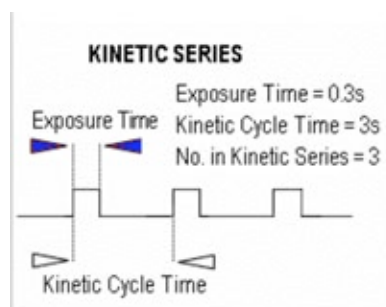 KINETIC SERIES
Exposure Time = 0.3s
Exposure Time
Kinetic Cycle Time = 3s
No. in Kinetic Series = 3
Kinetic Cycle Time